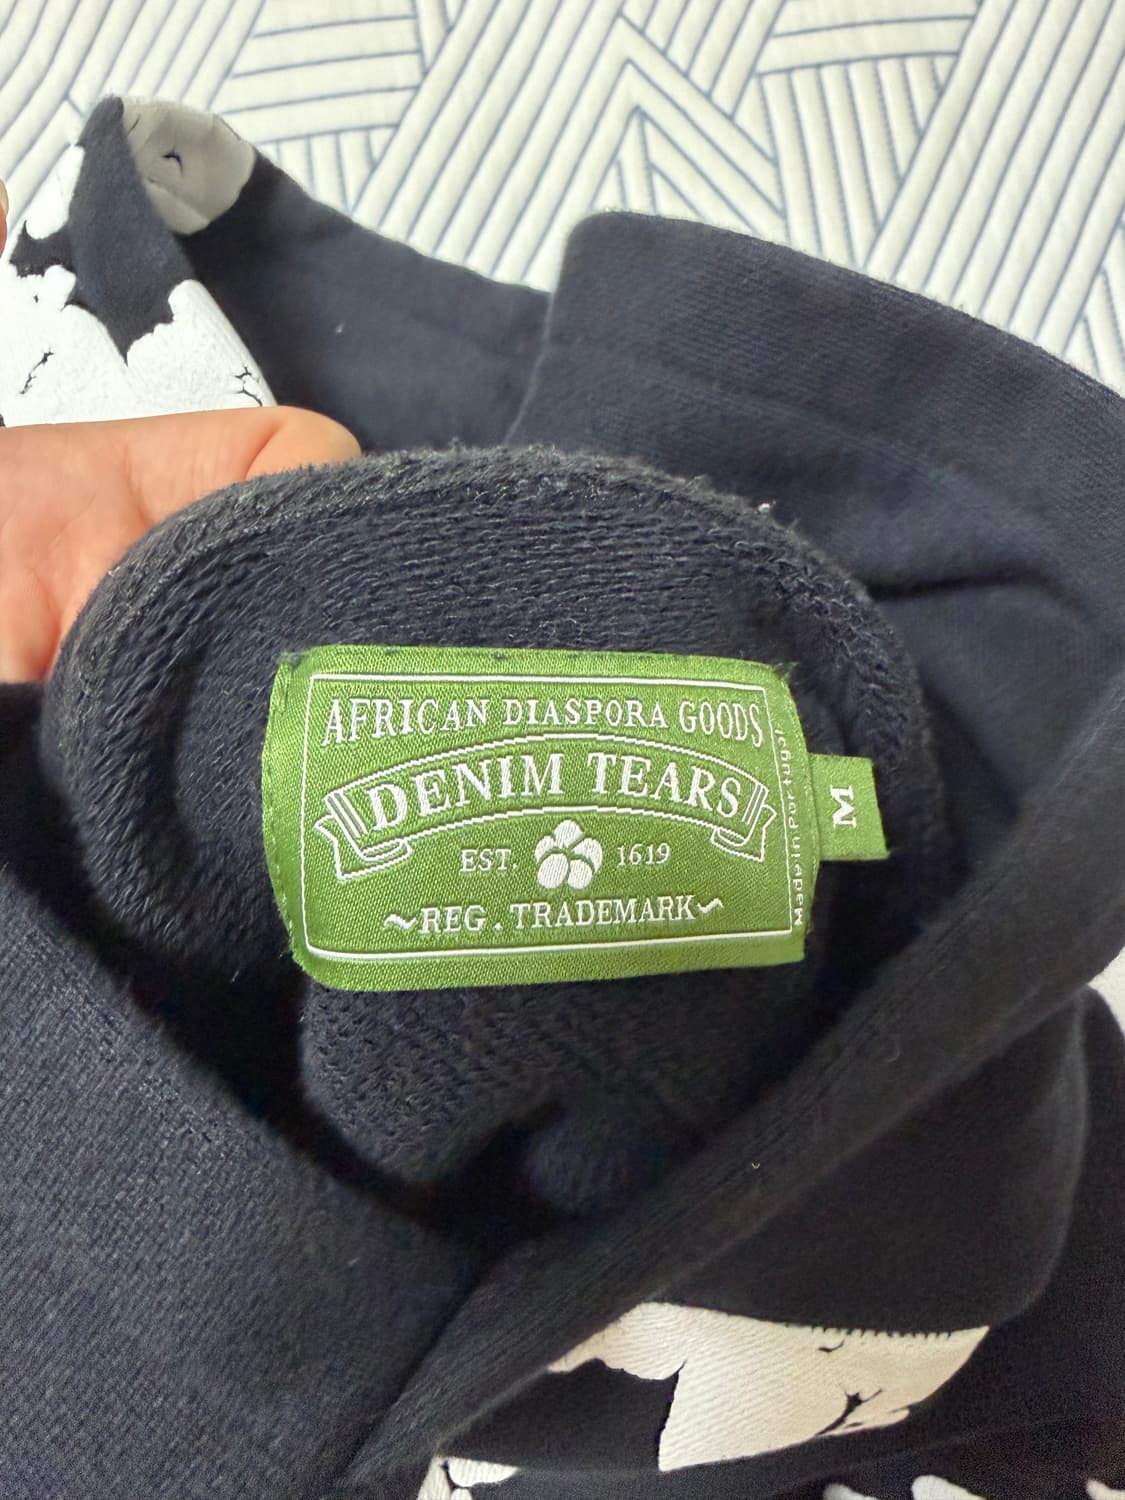 AFRICAN DIASPORA GOODS
DENIM TEARS
EST. 1619
~REG. TRADEMARK~
M
Made in Portugal